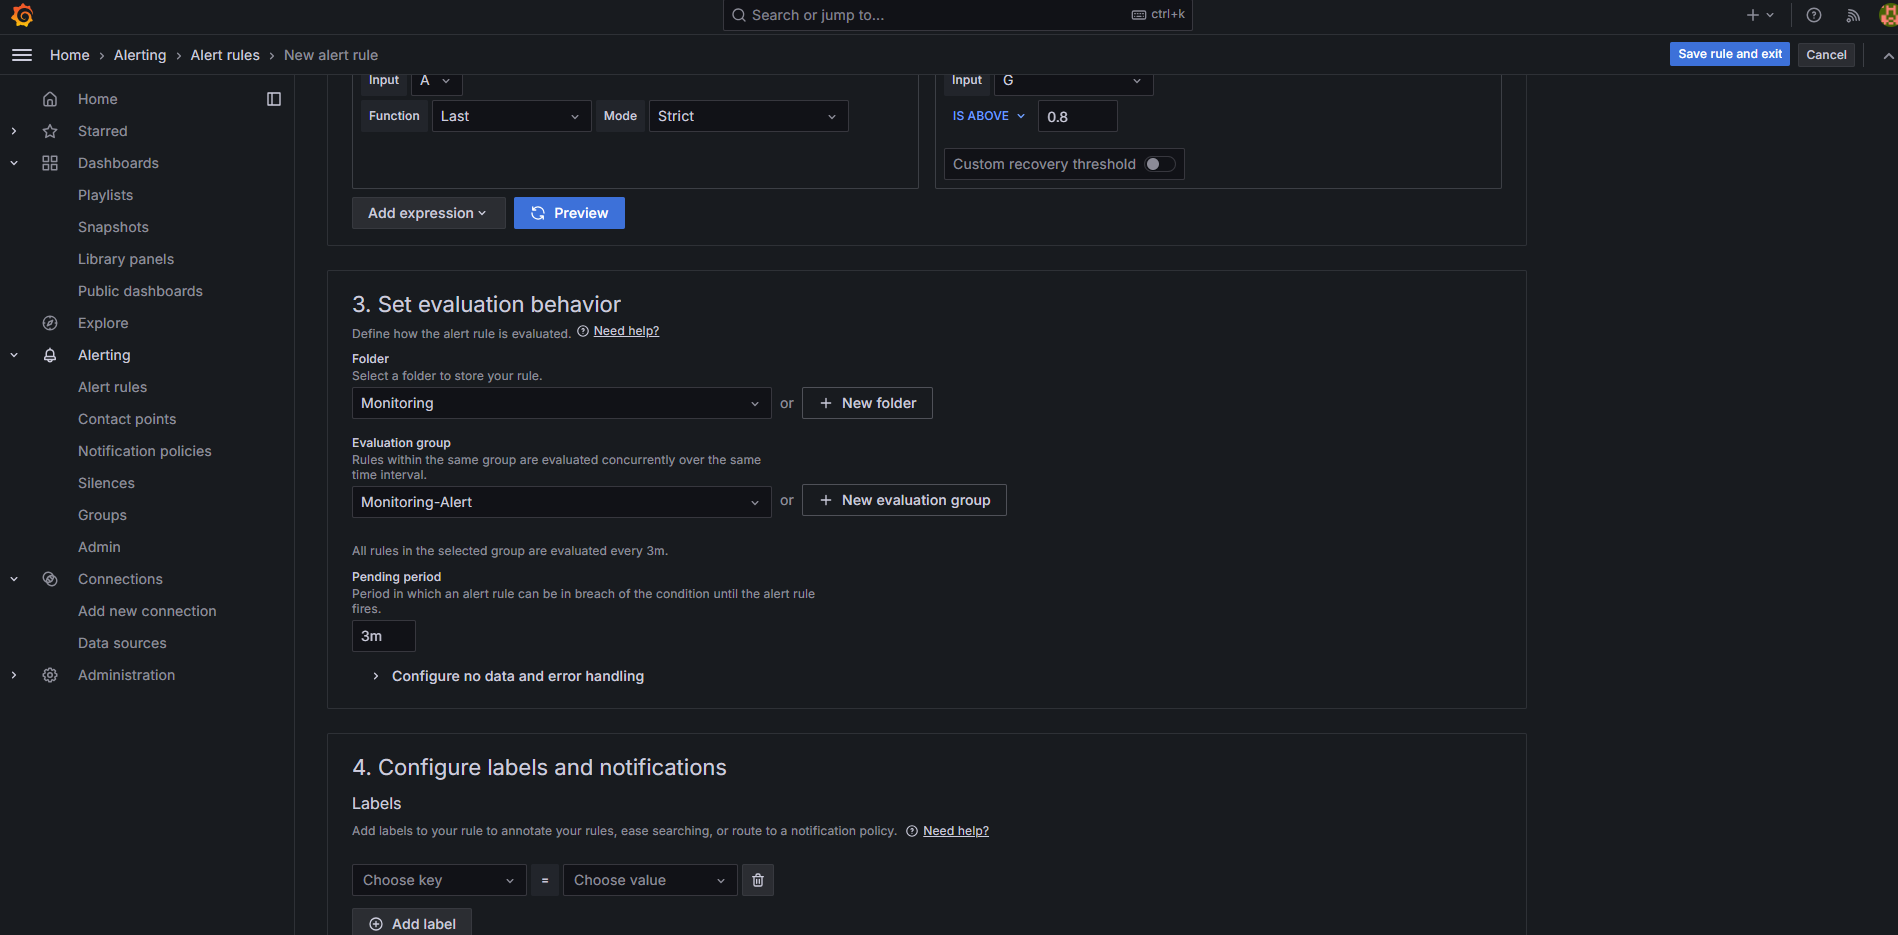 Search or jump to...
ctrl+k
Home › Alerting › Alert rules › New alert rule
Save rule and exit
Cancel
Home
Starred
Dashboards
Playlists
Snapshots
Library panels
Public dashboards
Explore
Alerting
Alert rules
Contact points
Notification policies
Silences
Groups
Admin
Connections
Add new connection
Data sources
Administration
Input A
Function Last Mode Strict
Input G
IS ABOVE 0.8
Custom recovery threshold
Add expression
Preview
3. Set evaluation behavior
Define how the alert rule is evaluated. Need help?
Folder
Select a folder to store your rule.
Monitoring or + New folder
Evaluation group
Rules within the same group are evaluated concurrently over the same
time interval.
Monitoring-Alert or + New evaluation group
All rules in the selected group are evaluated every 3m.
Pending period
Period in which an alert rule can be in breach of the condition until the alert rule
fires.
3m
Configure no data and error handling
4. Configure labels and notifications
Labels
Add labels to your rule to annotate your rules, ease searching, or route to a notification policy. Need help?
Choose key = Choose value
Add label